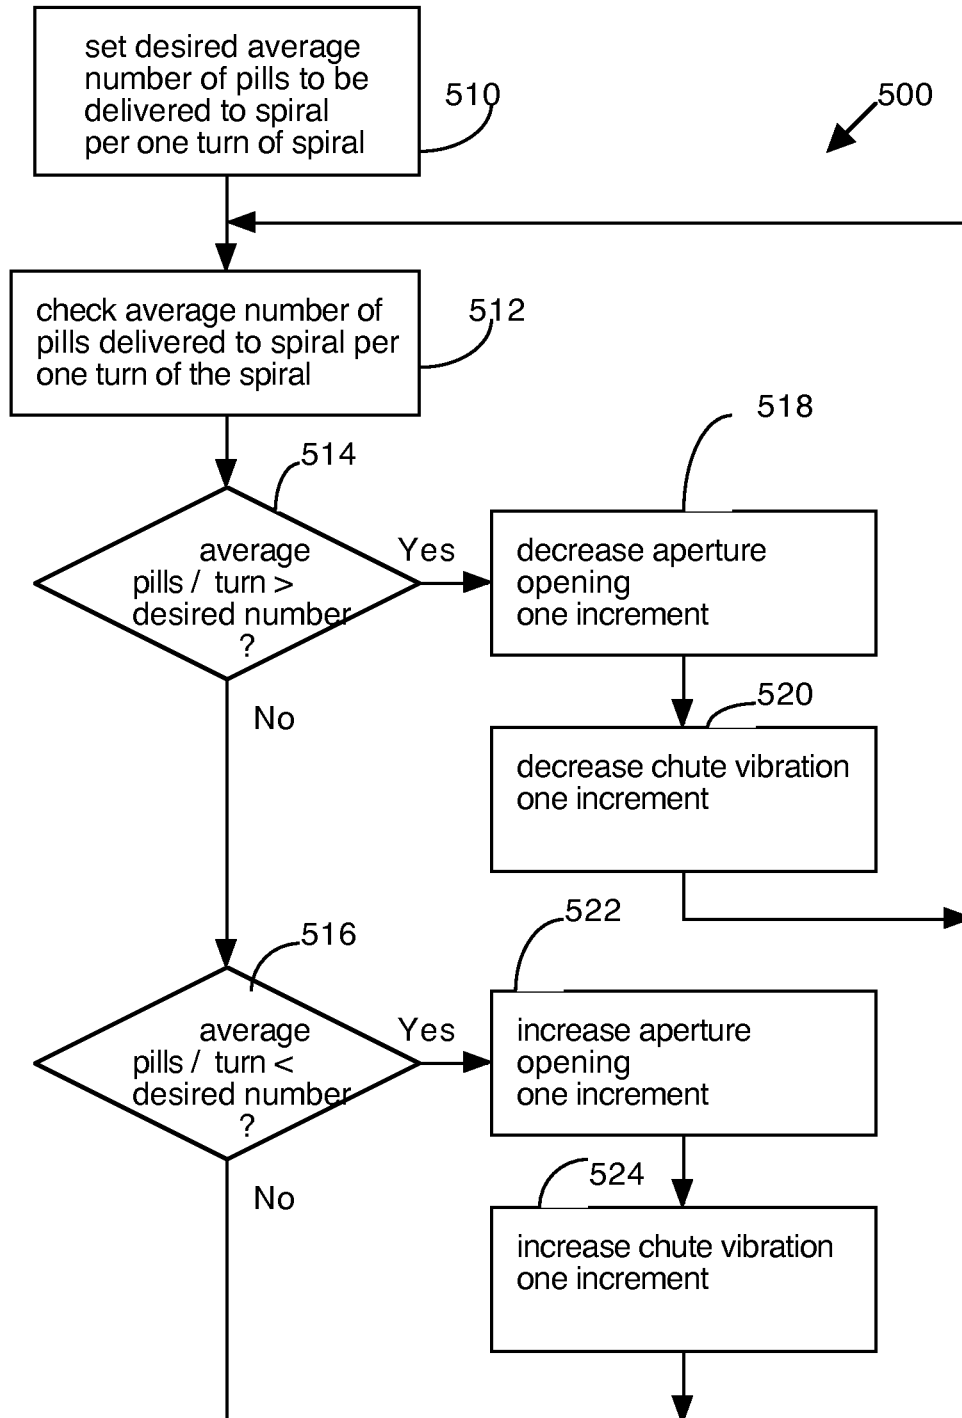 set desired average
number of pills to be
delivered to spiral
per one turn of spiral
510
500
check average number of
pills delivered to spiral per
one turn of the spiral
512
518
514
average
pills / turn >
desired number
?
Yes
decrease aperture
opening
one increment
No
520
decrease chute vibration
one increment
522
516
average
pills / turn <
desired number
?
Yes
increase aperture
opening
one increment
No
524
increase chute vibration
one increment